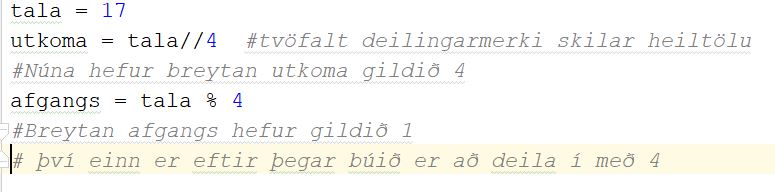 tala = 17
utkoma = tala//4  #tvöfalt deilingarmerki skilar heiltölu
#Núna hefur breytan utkoma gildið 4
afgangs = tala % 4
#Breytan afgangs hefur gildið 1
# því einn er eftir þegar búið er að deila í með 4